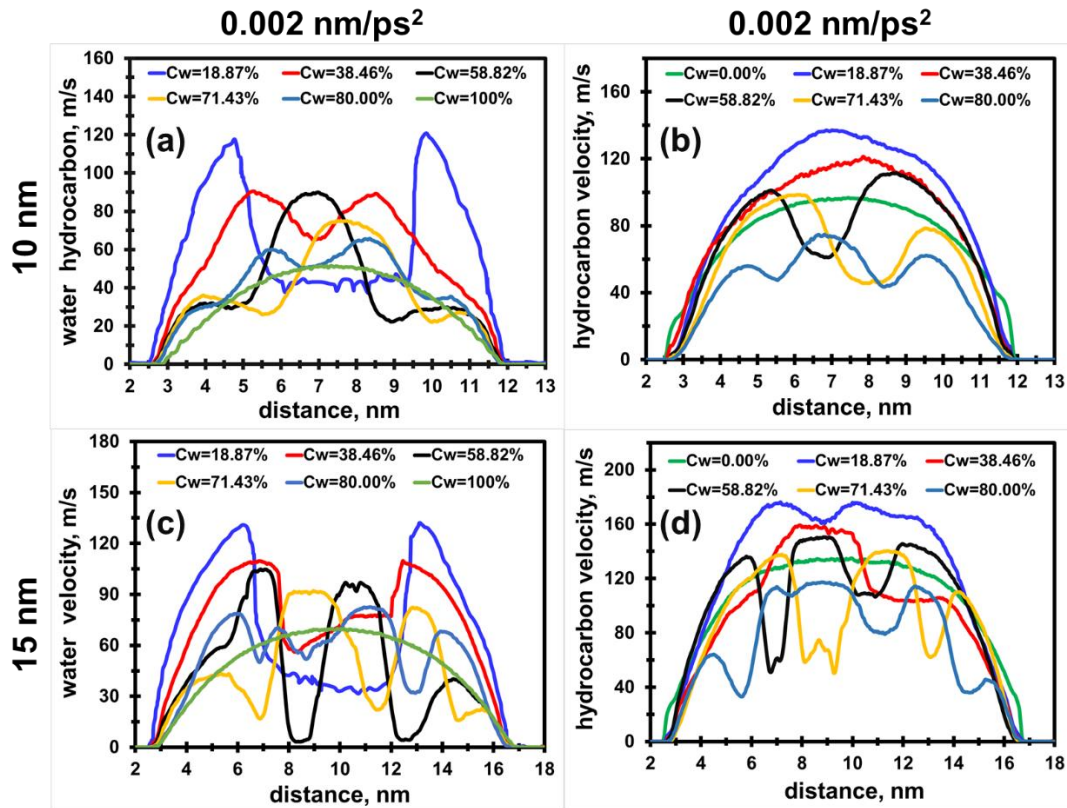 0.002 nm/ps²
0.002 nm/ps²
10 nm
water hydrocarbon, m/s
160
140
120
100
80
60
40
20
0
Cw=18.87% Cw=38.46% Cw=58.82%
Cw=71.43% Cw=80.00% Cw=100%
(a)
2 3 4 5 6 7 8 9 10 11 12 13
distance, nm
hydrocarbon velocity, m/s
160
120
80
40
0
Cw=0.00% Cw=18.87% Cw=38.46%
Cw=58.82% Cw=71.43% Cw=80.00%
(b)
2 3 4 5 6 7 8 9 10 11 12 13
distance, nm
15 nm
water velocity, m/s
180
150
120
90
60
30
0
Cw=18.87% Cw=38.46% Cw=58.82%
Cw=71.43% Cw=80.00% Cw=100%
(c)
2 4 6 8 10 12 14 16 18
distance, nm
hydrocarbon velocity, m/s
200
160
120
80
40
0
Cw=0.00% Cw=18.87% Cw=38.46%
Cw=58.82% Cw=71.43% Cw=80.00%
(d)
2 4 6 8 10 12 14 16 18
distance, nm